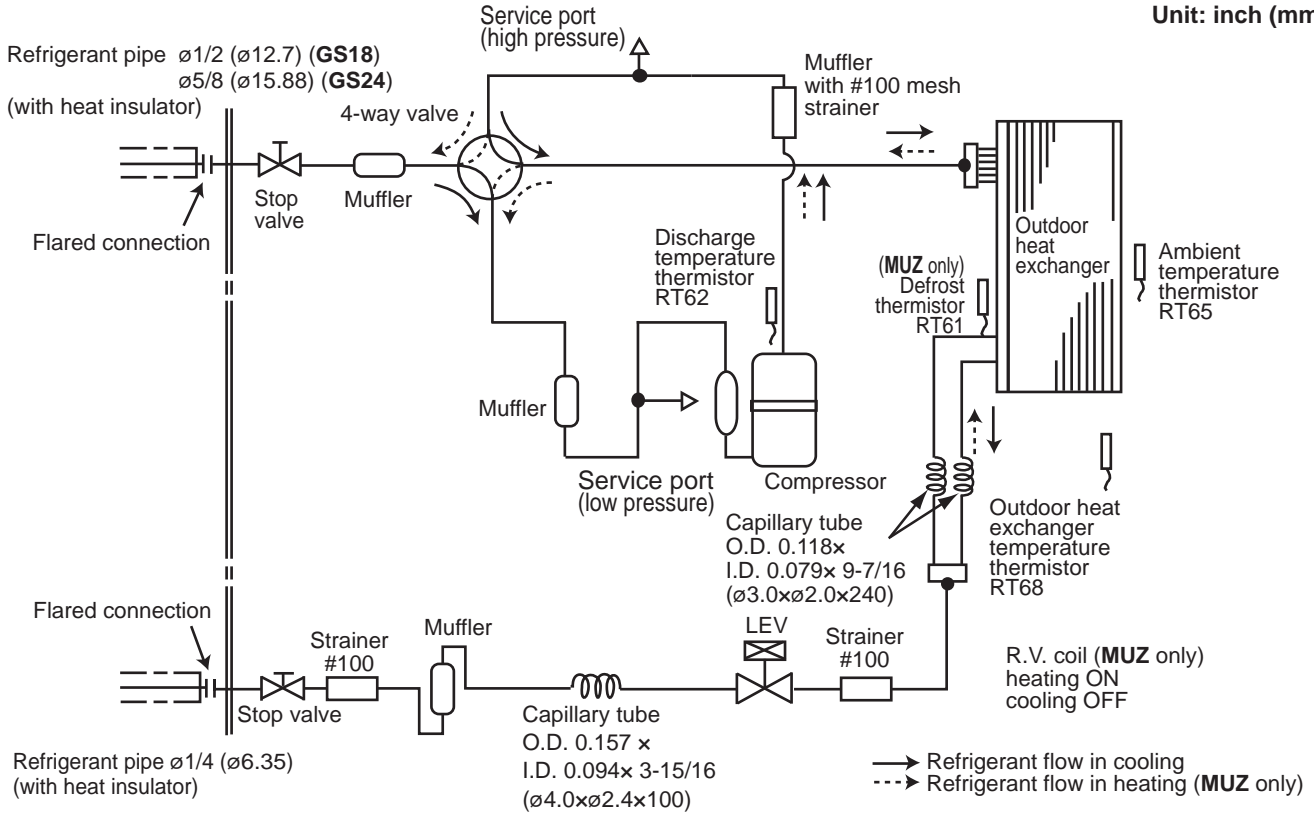 Unit: inch (mm
Service port
(high pressure)
Refrigerant pipe ø1/2 (ø12.7) (GS18)
ø5/8 (ø15.88) (GS24)
(with heat insulator)
4-way valve
Muffler
with #100 mesh
strainer
Stop
valve
Muffler
Flared connection
Discharge
temperature
thermistor
RT62
(MUZ only)
Defrost
thermistor
RT61
Outdoor
heat
exchanger
Ambient
temperature
thermistor
RT65
Muffler
Service port
(low pressure)
Compressor
Capillary tube
O.D. 0.118×
I.D. 0.079× 9-7/16
(ø3.0×ø2.0×240)
Outdoor heat
exchanger
temperature
thermistor
RT68
Flared connection
Strainer
#100
Muffler
LEV
Strainer
#100
R.V. coil (MUZ only)
heating ON
cooling OFF
Stop valve
Capillary tube
O.D. 0.157 ×
I.D. 0.094× 3-15/16
(ø4.0×ø2.4×100)
Refrigerant pipe ø1/4 (ø6.35)
(with heat insulator)
Refrigerant flow in cooling
Refrigerant flow in heating (MUZ only)